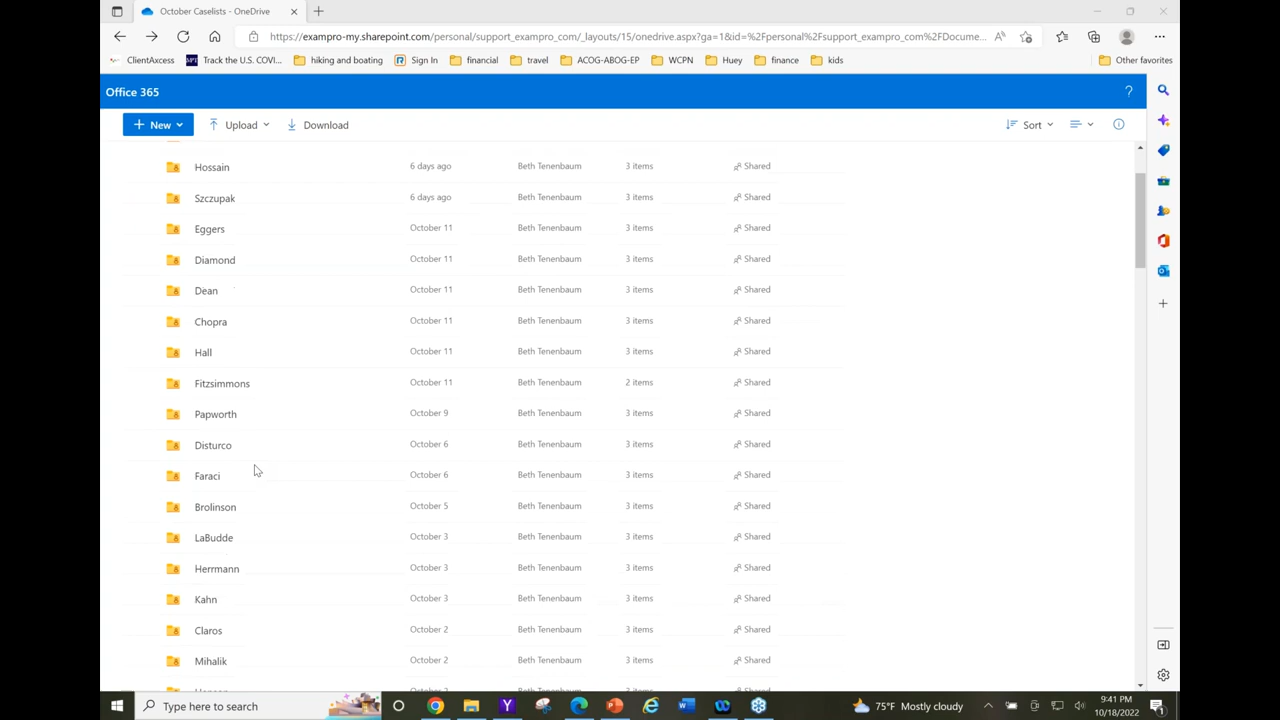 October Caselists - OneDrive
https://exampro-my.sharepoint.com/personal/support_exampro_com/_layouts/15/onedrive.aspx?ga=1&id=%2Fpersonal%2Fsupport_exampro_com%2FDocume...
ClientAxcess Track the U.S. COVI... hiking and boating Sign In financial travel ACOG-ABOG-EP WCPN Huey finance kids Other favorites
Office 365 ?
New Upload Download Sort
Hossain 6 days ago Beth Tenenbaum 3 items Shared
Szczupak 6 days ago Beth Tenenbaum 3 items Shared
Eggers October 11 Beth Tenenbaum 3 items Shared
Diamond October 11 Beth Tenenbaum 3 items Shared
Dean October 11 Beth Tenenbaum 3 items Shared
Chopra October 11 Beth Tenenbaum 3 items Shared
Hall October 11 Beth Tenenbaum 3 items Shared
Fitzsimmons October 11 Beth Tenenbaum 2 items Shared
Papworth October 9 Beth Tenenbaum 3 items Shared
Disturco October 6 Beth Tenenbaum 3 items Shared
Faraci October 6 Beth Tenenbaum 3 items Shared
Brolinson October 5 Beth Tenenbaum 3 items Shared
LaBudde October 3 Beth Tenenbaum 3 items Shared
Herrmann October 3 Beth Tenenbaum 3 items Shared
Kahn October 3 Beth Tenenbaum 3 items Shared
Claros October 2 Beth Tenenbaum 3 items Shared
Mihalik October 2 Beth Tenenbaum 3 items Shared
Type here to search 75°F Mostly cloudy 9:41 PM
10/18/2022